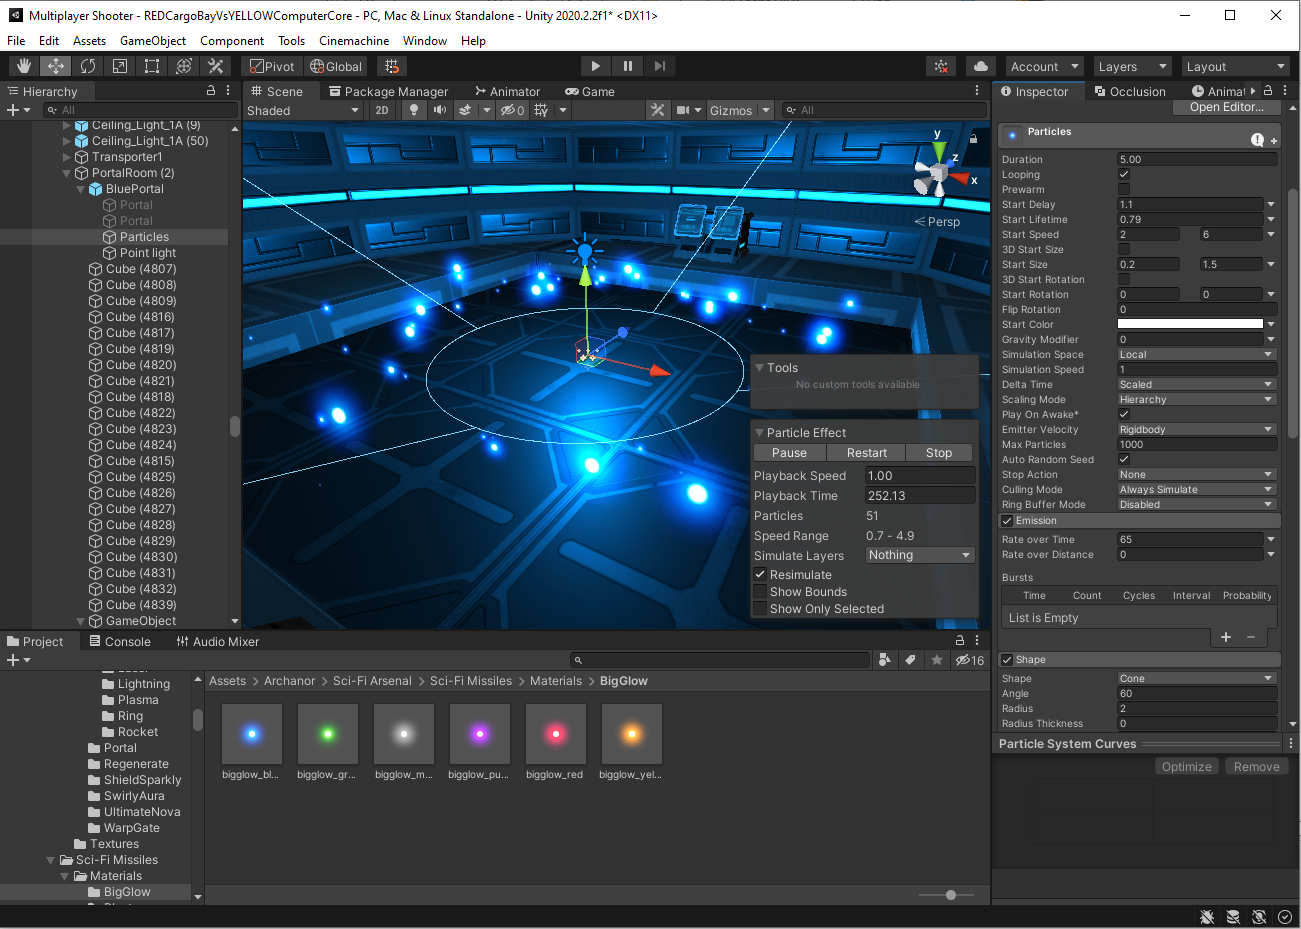 Multiplayer Shooter - REDCargoBayVsYELLOWComputerCore - PC, Mac & Linux Standalone - Unity 2020.2.2f1* <DX11>
File Edit Assets GameObject Component Tools Cinemachine Window Help
Pivot Global Account Layers Layout
Hierarchy
All
Ceiling_Light_1A (9)
Ceiling_Light_1A (50)
Transporter1
PortalRoom (2)
BluePortal
Portal
Portal
Particles
Point light
Cube (4807)
Cube (4808)
Cube (4809)
Cube (4816)
Cube (4817)
Cube (4819)
Cube (4820)
Cube (4821)
Cube (4818)
Cube (4822)
Cube (4823)
Cube (4824)
Cube (4815)
Cube (4825)
Cube (4826)
Cube (4827)
Cube (4828)
Cube (4829)
Cube (4830)
Cube (4831)
Cube (4832)
Cube (4839)
GameObject
Scene Package Manager Animator Game
Shaded 2D 0 Gizmos All
y
z
x
Persp
Tools
No custom tools available
Particle Effect
Pause Restart Stop
Playback Speed 1.00
Playback Time 252.13
Particles 51
Speed Range 0.7 - 4.9
Simulate Layers Nothing
Resimulate
Show Bounds
Show Only Selected
Inspector Occlusion Animat
Open Editor...
Particles
Duration 5.00
Looping
Prewarm
Start Delay 1.1
Start Lifetime 0.79
Start Speed 2 6
3D Start Size
Start Size 0.2 1.5
3D Start Rotation
Start Rotation 0 0
Flip Rotation 0
Start Color
Gravity Modifier 0
Simulation Space Local
Simulation Speed 1
Delta Time Scaled
Scaling Mode Hierarchy
Play On Awake*
Emitter Velocity Rigidbody
Max Particles 1000
Auto Random Seed
Stop Action None
Culling Mode Always Simulate
Ring Buffer Mode Disabled
Emission
Rate over Time 65
Rate over Distance 0
Bursts
Time Count Cycles Interval Probability
List is Empty
+ -
Shape
Shape Cone
Angle 60
Radius 2
Radius Thickness 0
Particle System Curves
Optimize Remove
Project Console Audio Mixer
16
Lightning
Plasma
Ring
Rocket
Portal
Regenerate
ShieldSparkly
SwirlyAura
UltimateNova
WarpGate
Textures
Sci-Fi Missiles
Materials
BigGlow
Assets > Archanor > Sci-Fi Arsenal > Sci-Fi Missiles > Materials > BigGlow
bigglow_bl... bigglow_gr... bigglow_m... bigglow_pu... bigglow_red bigglow_yel...